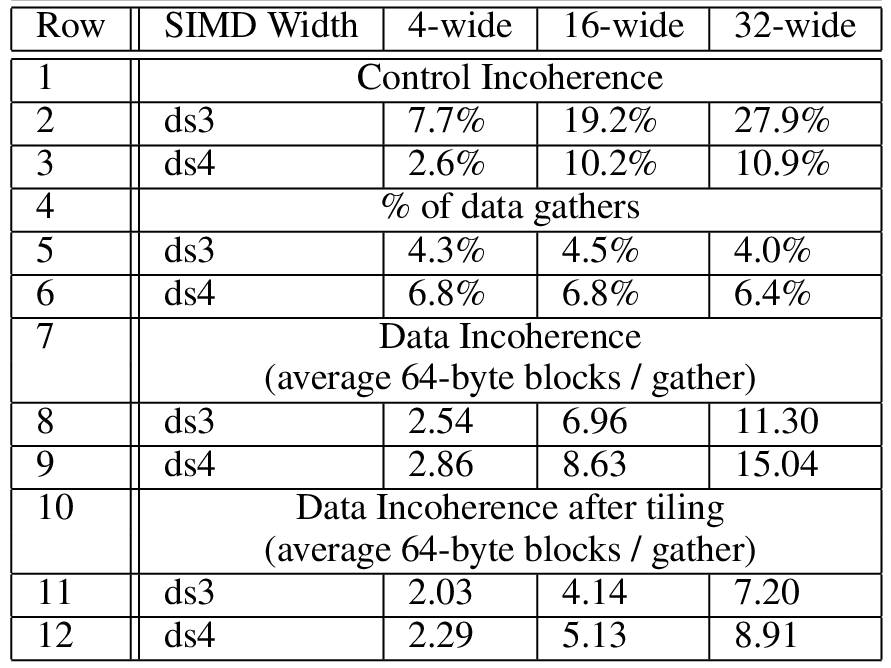 Row SIMD Width 4-wide 16-wide 32-wide
1 Control Incoherence
2 ds3 7.7% 19.2% 27.9%
3 ds4 2.6% 10.2% 10.9%
4 % of data gathers
5 ds3 4.3% 4.5% 4.0%
6 ds4 6.8% 6.8% 6.4%
7 Data Incoherence
(average 64-byte blocks / gather)
8 ds3 2.54 6.96 11.30
9 ds4 2.86 8.63 15.04
10 Data Incoherence after tiling
(average 64-byte blocks / gather)
11 ds3 2.03 4.14 7.20
12 ds4 2.29 5.13 8.91